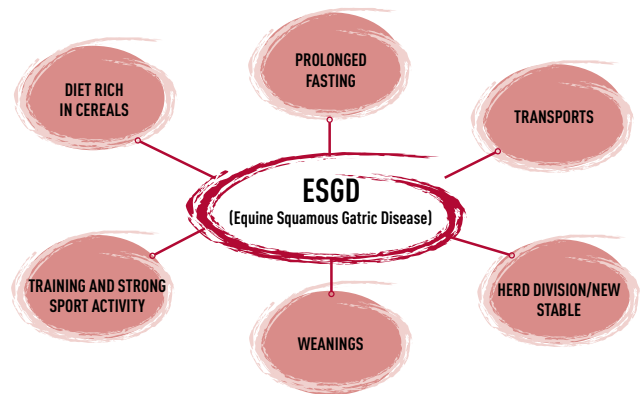 DIET RICH
IN CEREALS
PROLONGED
FASTING
TRANSPORTS
ESGD
(Equine Squamous Gatric Disease)
TRAINING AND STRONG
SPORT ACTIVITY
WEANINGS
HERD DIVISION/NEW
STABLE